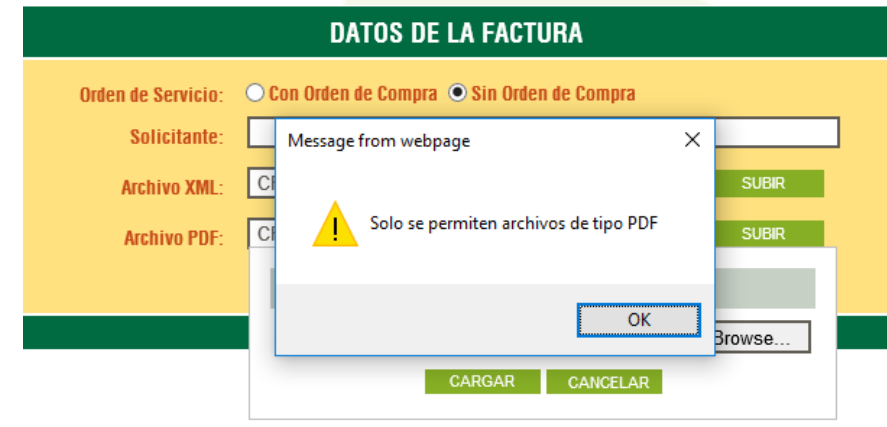 DATOS DE LA FACTURA
Orden de Servicio: Con Orden de Compra Sin Orden de Compra
Solicitante:
Message from webpage
Archivo XML: SUBIR
Solo se permiten archivos de tipo PDF
Archivo PDF: SUBIR
OK
Browse...
CARGAR CANCELAR